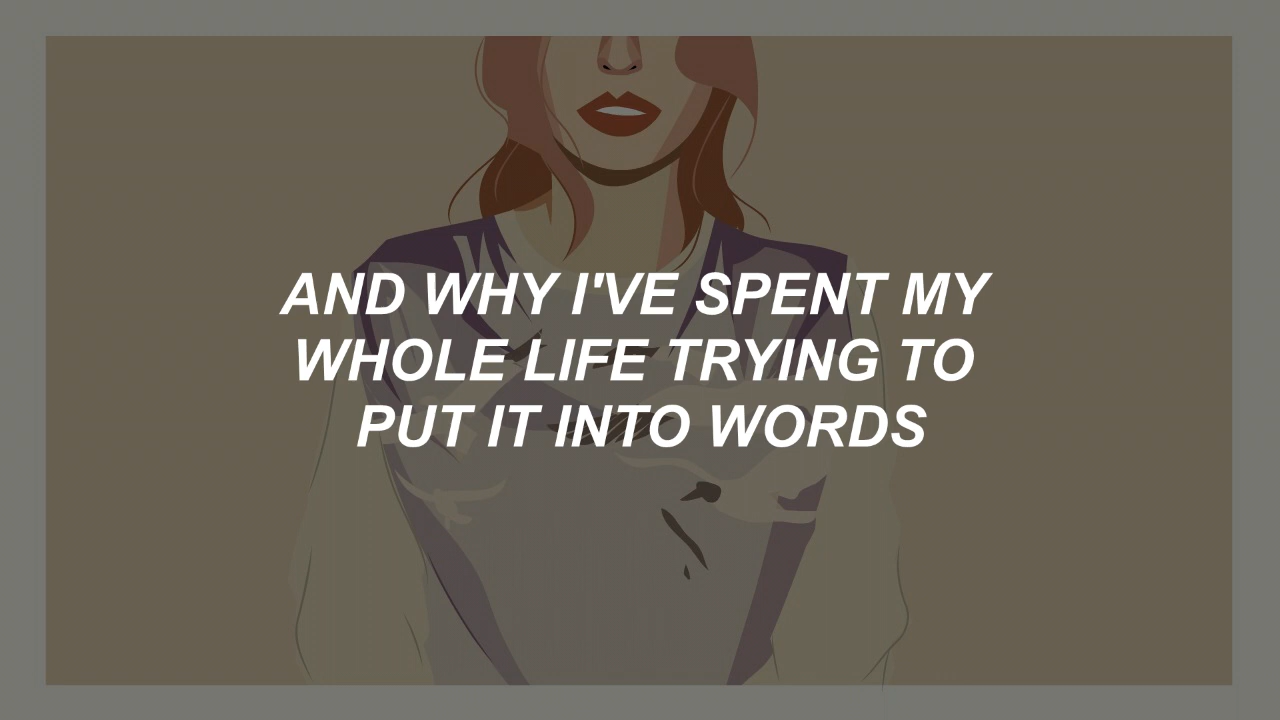 AND WHY I'VE SPENT MY
WHOLE LIFE TRYING TO
PUT IT INTO WORDS